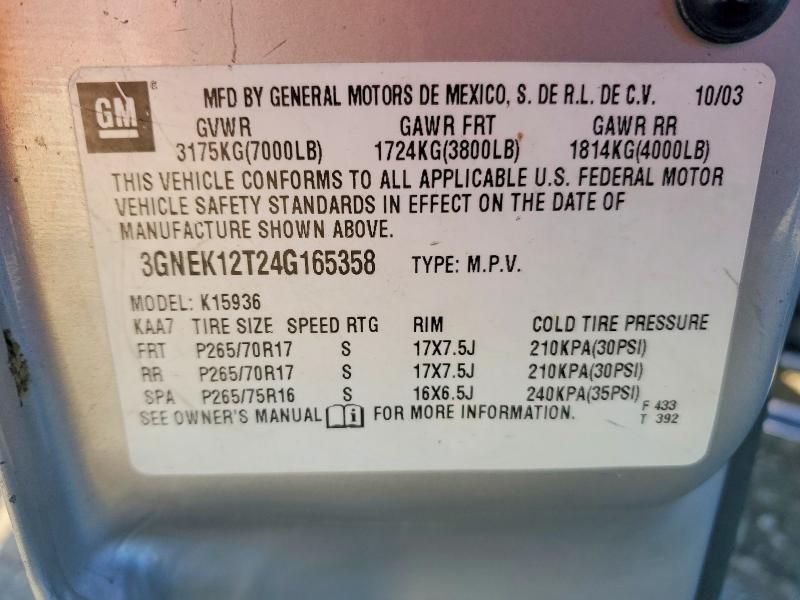 GM ® MFD BY GENERAL MOTORS DE MEXICO, S. DE R.L. DE C.V. 10/03
GVWR GAWR FRT GAWR RR
3175KG(7000LB) 1724KG(3800LB) 1814KG(4000LB)
THIS VEHICLE CONFORMS TO ALL APPLICABLE U.S. FEDERAL MOTOR
VEHICLE SAFETY STANDARDS IN EFFECT ON THE DATE OF
MANUFACTURE SHOWN ABOVE.
3GNEK12T24G165358 TYPE: M.P.V.
MODEL: K15936
KAA7 TIRE SIZE SPEED RTG RIM COLD TIRE PRESSURE
FRT P265/70R17 S 17X7.5J 210KPA(30PSI)
RR P265/70R17 S 17X7.5J 210KPA(30PSI)
SPA P265/75R16 S 16X6.5J 240KPA(35PSI)
SEE OWNER'S MANUAL i FOR MORE INFORMATION. F 433
T 392